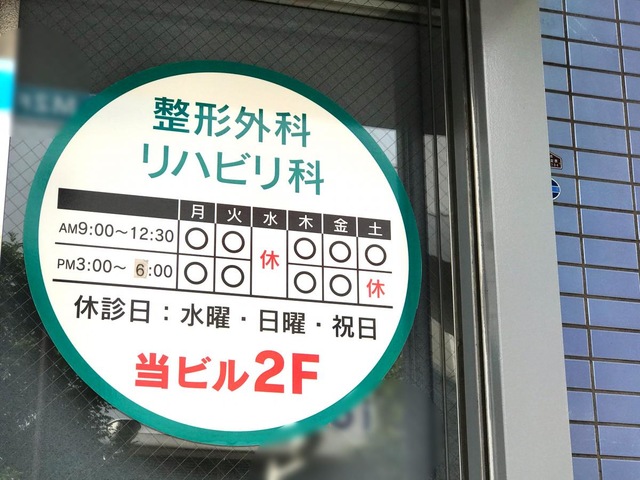 整形外科
リハビリ科
月 火 水 木 金 土
AM9:00〜12:30 ○ ○ 休 ○ ○ ○
PM3:00〜 6:00 ○ ○ ○ ○ 休
休診日：水曜・日曜・祝日
当ビル2F